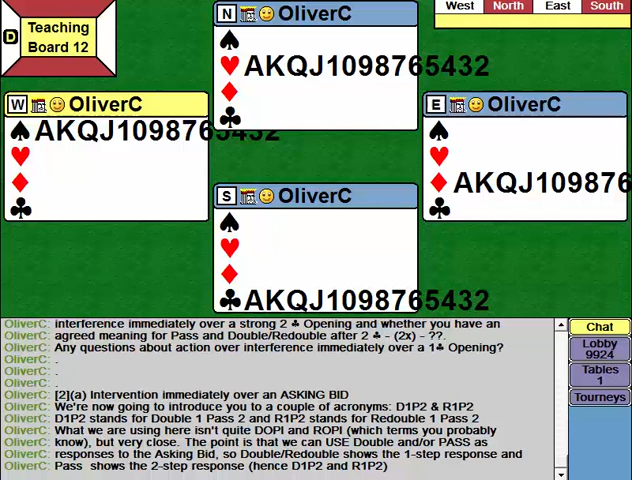 Teaching
Board 12
D
N OliverC
♠
♥ AKQJ1098765432
♦
♣
West North East South
W OliverC
♠ AKQJ1098765432
♥
♦
♣
E OliverC
♠
♥
♦ AKQJ109876
♣
S OliverC
♠
♥
♦
♣ AKQJ1098765432
OliverC: interference immediately over a strong 2 ♣ Opening and whether you have an
OliverC: agreed meaning for Pass and Double/Redouble after 2 ♣ - (2x) - ??.
OliverC: Any questions about action over interference immediately over a 1♣ Opening?
OliverC: .
OliverC: .
OliverC: .
OliverC: [2](a) Intervention immediately over an ASKING BID
OliverC: We're now going to introduce you to a couple of acronyms: D1P2 & R1P2
OliverC: D1P2 stands for Double 1 Pass 2 and R1P2 stands for Redouble 1 Pass 2
OliverC: What we are using here isn't quite DOPI and ROPI (which terms you probably
OliverC: know), but very close. The point is that we can USE Double and/or PASS as
OliverC: responses to the Asking Bid, so Double/Redouble shows the 1-step response and
OliverC: Pass shows the 2-step response (hence D1P2 and R1P2)
Chat
Lobby
9924
Tables
1
Tourneys